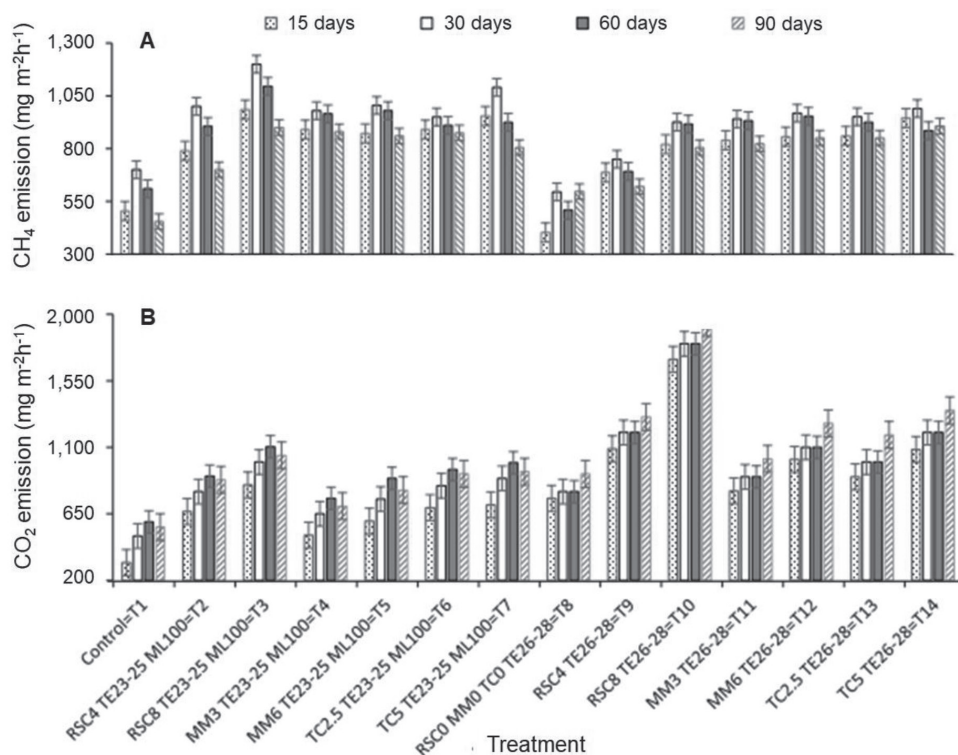 15 days 30 days 60 days 90 days
A
CH₄ emission (mg m⁻²h⁻¹)
1,300
1,050
800
550
300
B
CO₂ emission (mg m⁻²h⁻¹)
2,000
1,550
1,100
650
200
Control=T1
RSC4 TE23-25 ML100=T2
RSC8 TE23-25 ML100=T3
MM3 TE23-25 ML100=T4
MM6 TE23-25 ML100=T5
TC2.5 TE23-25 ML100=T6
TC5 TE23-25 ML100=T7
RSC0 MM0 TC0 TE26-28=T8
RSC4 TE26-28=T9
RSC8 TE26-28=T10
MM3 TE26-28=T11
MM6 TE26-28=T12
TC2.5 TE26-28=T13
TC5 TE26-28=T14
Treatment